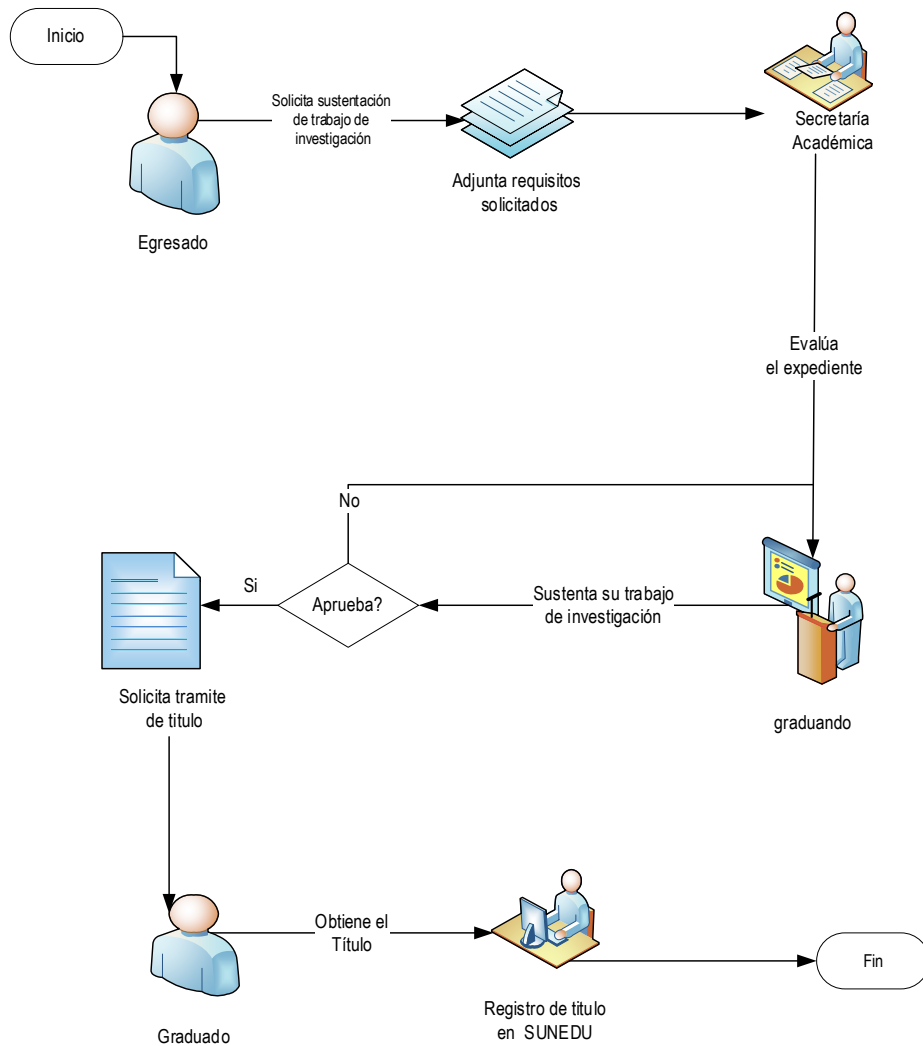 Inicio
Solicita sustentación
de trabajo de
investigación
Egresado
Adjunta requisitos
solicitados
Secretaría
Académica
Evalúa
el expediente
No
Si
Aprueba?
Sustenta su trabajo
de investigación
graduando
Solicita tramite
de titulo
Obtiene el
Título
Graduado
Registro de titulo
en SUNEDU
Fin